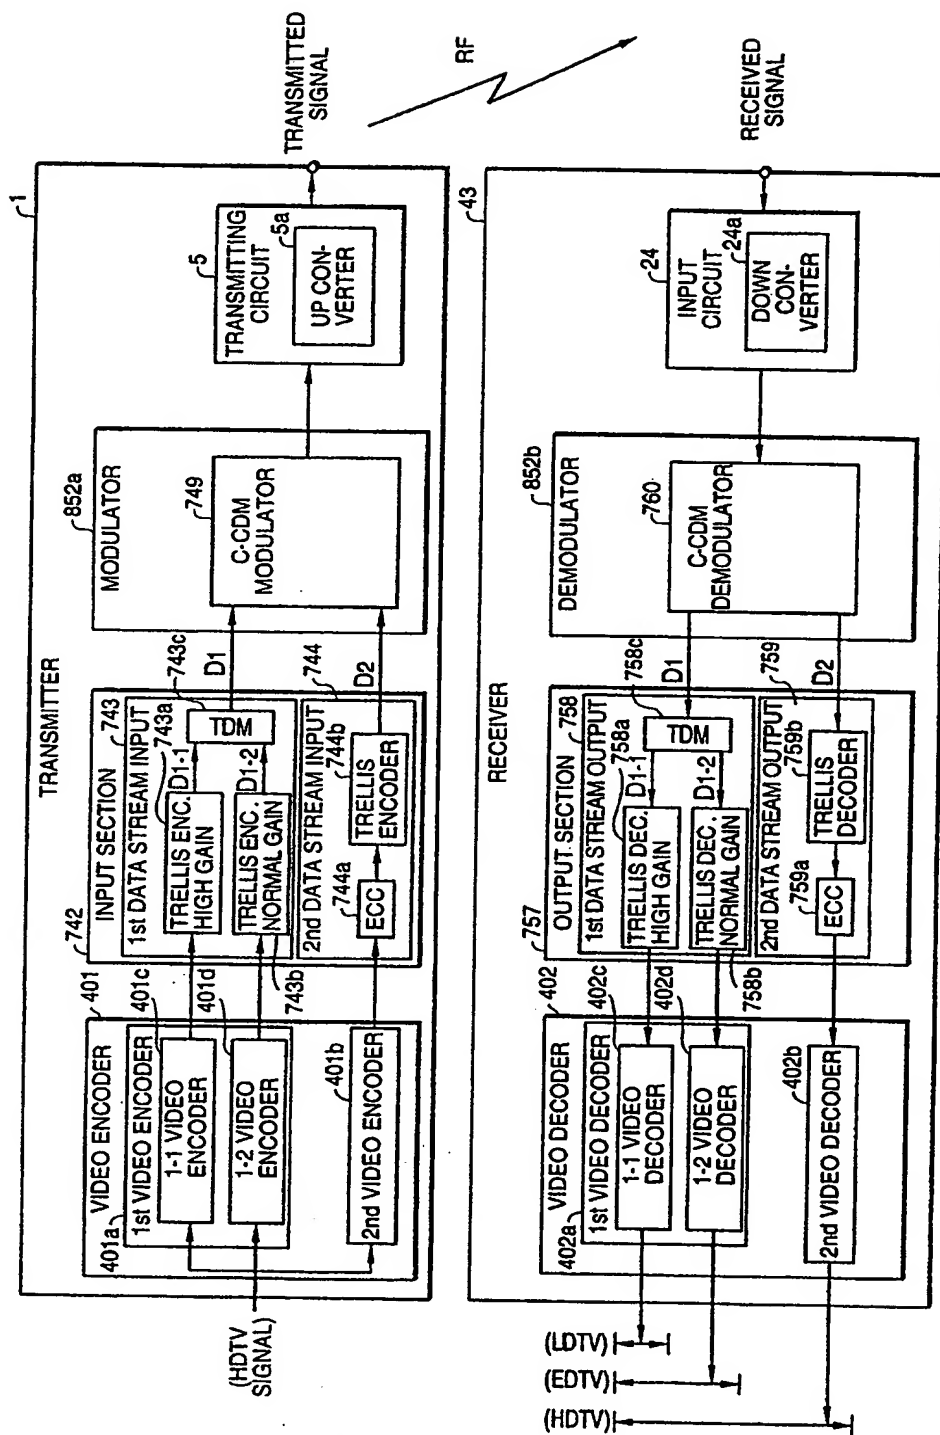 TRANSMITTER
1
(HDTV
SIGNAL)
401
VIDEO ENCODER
401a
1st VIDEO ENCODER
401c
1-1 VIDEO
ENCODER
401d
1-2 VIDEO
ENCODER
401b
2nd VIDEO ENCODER
742
INPUT SECTION
743
1st DATA STREAM INPUT
743a
TRELLIS ENC.
HIGH GAIN
D1-1
743c
TDM
TRELLIS ENC.
NORMAL GAIN
D1-2
743b
744
2nd DATA STREAM INPUT
744a
ECC
744b
TRELLIS
ENCODER
D1
D2
852a
MODULATOR
749
C-CDM
MODULATOR
5
TRANSMITTING
CIRCUIT
5a
UP CON-
VERTER
TRANSMITTED
SIGNAL
RF
RECEIVER
43
RECEIVED
SIGNAL
24
INPUT
CIRCUIT
24a
DOWN
CON-
VERTER
852b
DEMODULATOR
760
C-CDM
DEMODULATOR
D1
D2
757
OUTPUT SECTION
758
1st DATA STREAM OUTPUT
758a
TRELLIS DEC.
HIGH GAIN
D1-1
758c
TDM
TRELLIS DEC.
NORMAL GAIN
D1-2
758b
759
2nd DATA STREAM OUTPUT
759a
ECC
759b
TRELLIS
DECODER
402
VIDEO DECODER
402a
1st VIDEO DECODER
402c
1-1 VIDEO
DECODER
402d
1-2 VIDEO
DECODER
402b
2nd VIDEO DECODER
(LDTV)
(EDTV)
(HDTV)